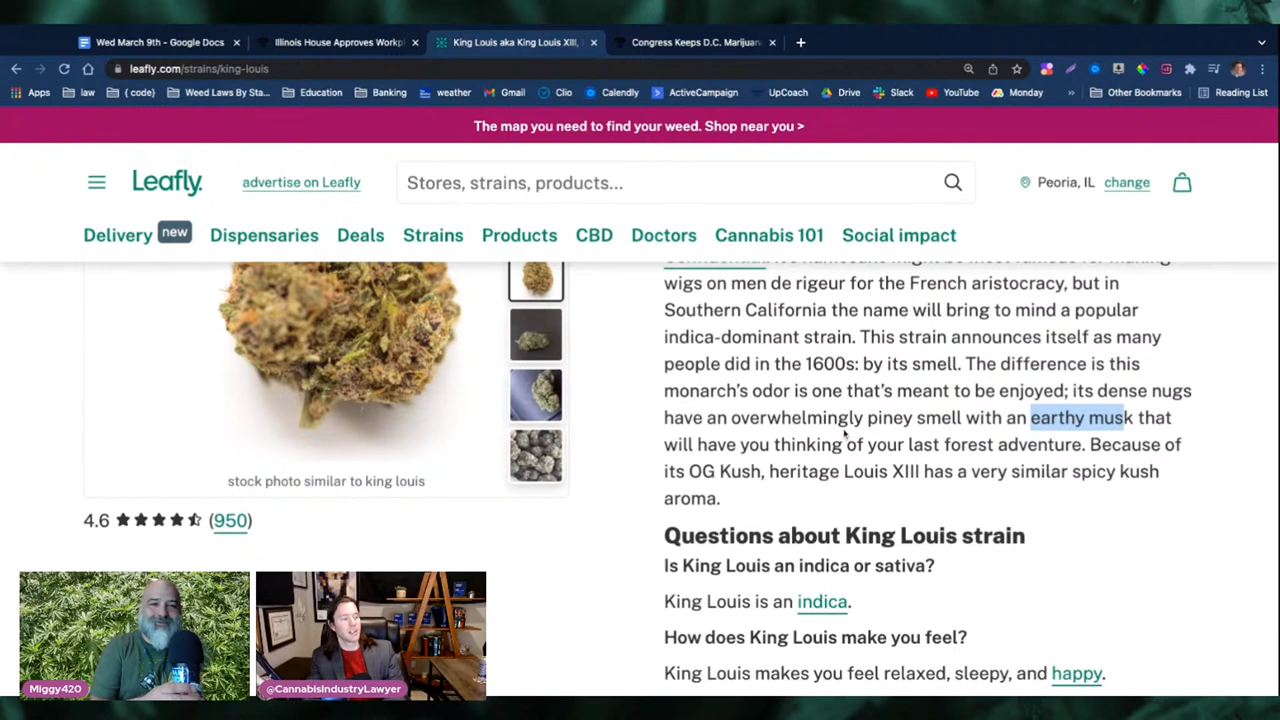 Wed March 9th - Google Docs
Illinois House Approves Workpl
King Louis aka King Louis XIII,
Congress Keeps D.C. Marijuan
leafly.com/strains/king-louis
Apps
law
{ code}
Weed Laws By Sta...
Education
Banking
weather
Gmail
Clio
Calendly
ActiveCampaign
UpCoach
Drive
Slack
YouTube
Monday
»
Other Bookmarks
Reading List
The map you need to find your weed. Shop near you >
Leafly.
advertise on Leafly
Stores, strains, products...
Peoria, IL change
Delivery new
Dispensaries
Deals
Strains
Products
CBD
Doctors
Cannabis 101
Social impact
wigs on men de rigeur for the French aristocracy, but in
Southern California the name will bring to mind a popular
indica-dominant strain. This strain announces itself as many
people did in the 1600s: by its smell. The difference is this
monarch's odor is one that's meant to be enjoyed; its dense nugs
have an overwhelmingly piney smell with an earthy musk that
will have you thinking of your last forest adventure. Because of
its OG Kush, heritage Louis XIII has a very similar spicy kush
aroma.
stock photo similar to king louis
4.6 ★★★★ (950)
Questions about King Louis strain
Is King Louis an indica or sativa?
King Louis is an indica.
How does King Louis make you feel?
King Louis makes you feel relaxed, sleepy, and happy.
Miggy420
@CannabisIndustryLawyer